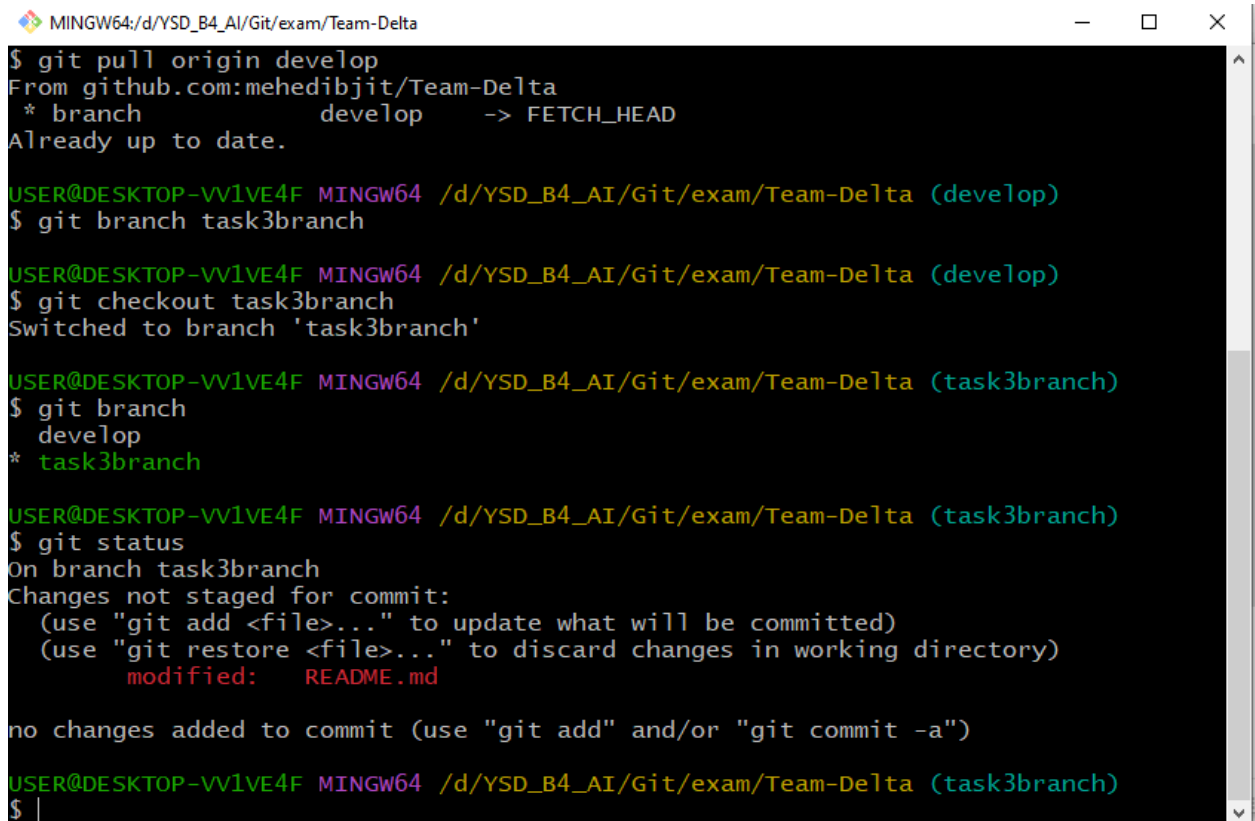 MINGW64:/d/YSD_B4_AI/Git/exam/Team-Delta
$ git pull origin develop
From github.com:mehedibjit/Team-Delta
 * branch            develop    -> FETCH_HEAD
Already up to date.
USER@DESKTOP-VV1VE4F MINGW64 /d/YSD_B4_AI/Git/exam/Team-Delta (develop)
$ git branch task3branch
USER@DESKTOP-VV1VE4F MINGW64 /d/YSD_B4_AI/Git/exam/Team-Delta (develop)
$ git checkout task3branch
Switched to branch 'task3branch'
USER@DESKTOP-VV1VE4F MINGW64 /d/YSD_B4_AI/Git/exam/Team-Delta (task3branch)
$ git branch
  develop
* task3branch
USER@DESKTOP-VV1VE4F MINGW64 /d/YSD_B4_AI/Git/exam/Team-Delta (task3branch)
$ git status
On branch task3branch
Changes not staged for commit:
  (use "git add <file>..." to update what will be committed)
  (use "git restore <file>..." to discard changes in working directory)
        modified:   README.md
no changes added to commit (use "git add" and/or "git commit -a")
USER@DESKTOP-VV1VE4F MINGW64 /d/YSD_B4_AI/Git/exam/Team-Delta (task3branch)
$